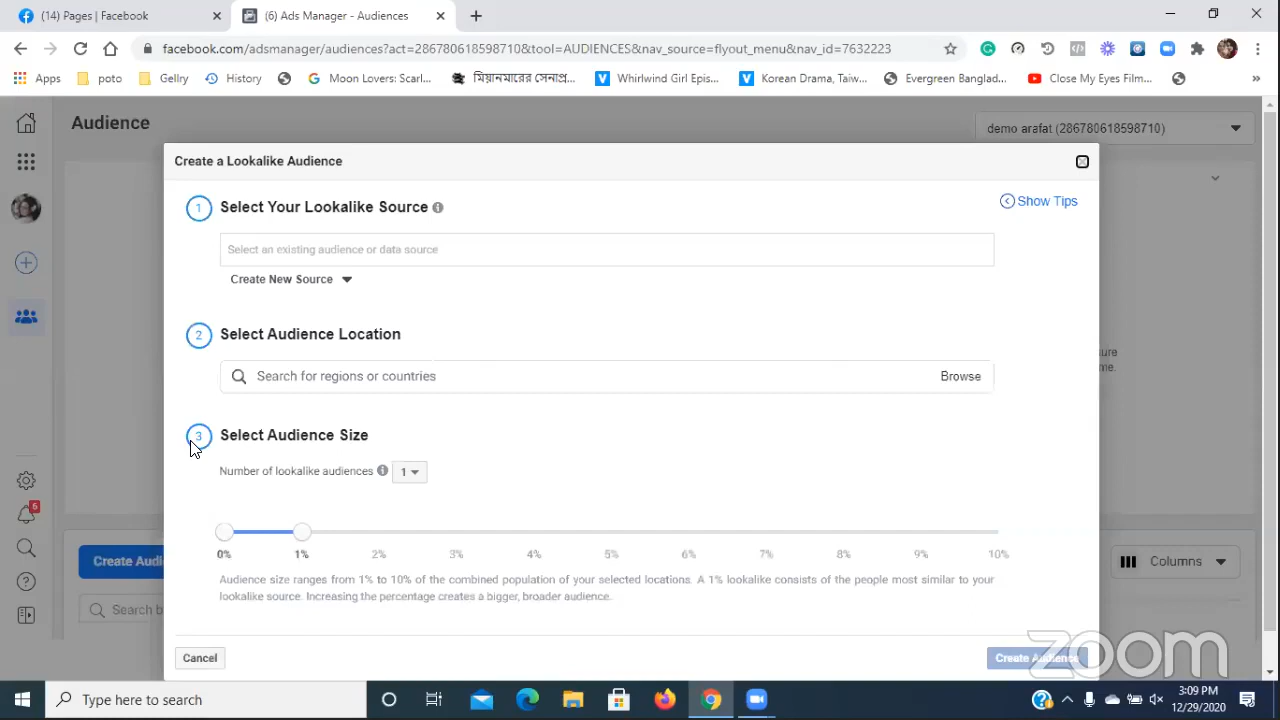 (14) Pages | Facebook
(6) Ads Manager - Audiences
facebook.com/adsmanager/audiences?act=286780618598710&tool=AUDIENCES&nav_source=flyout_menu&nav_id=7632223
Apps
poto
Gellry
History
Moon Lovers: Scarl...
মিয়ানমারের সেনাপ্র...
Whirlwind Girl Epis...
Korean Drama, Taiw...
Evergreen Banglad...
Close My Eyes Film...
Audience
demo arafat (286780618598710)
Create a Lookalike Audience
1 Select Your Lookalike Source
Show Tips
Select an existing audience or data source
Create New Source
2 Select Audience Location
Search for regions or countries
Browse
3 Select Audience Size
Number of lookalike audiences 1
0% 1% 2% 3% 4% 5% 6% 7% 8% 9% 10%
Audience size ranges from 1% to 10% of the combined population of your selected locations. A 1% lookalike consists of the people most similar to your
lookalike source. Increasing the percentage creates a bigger, broader audience.
Create Audi
Columns
Search b
6
Cancel
Create Audience
zoom
Type here to search
3:09 PM
12/29/2020